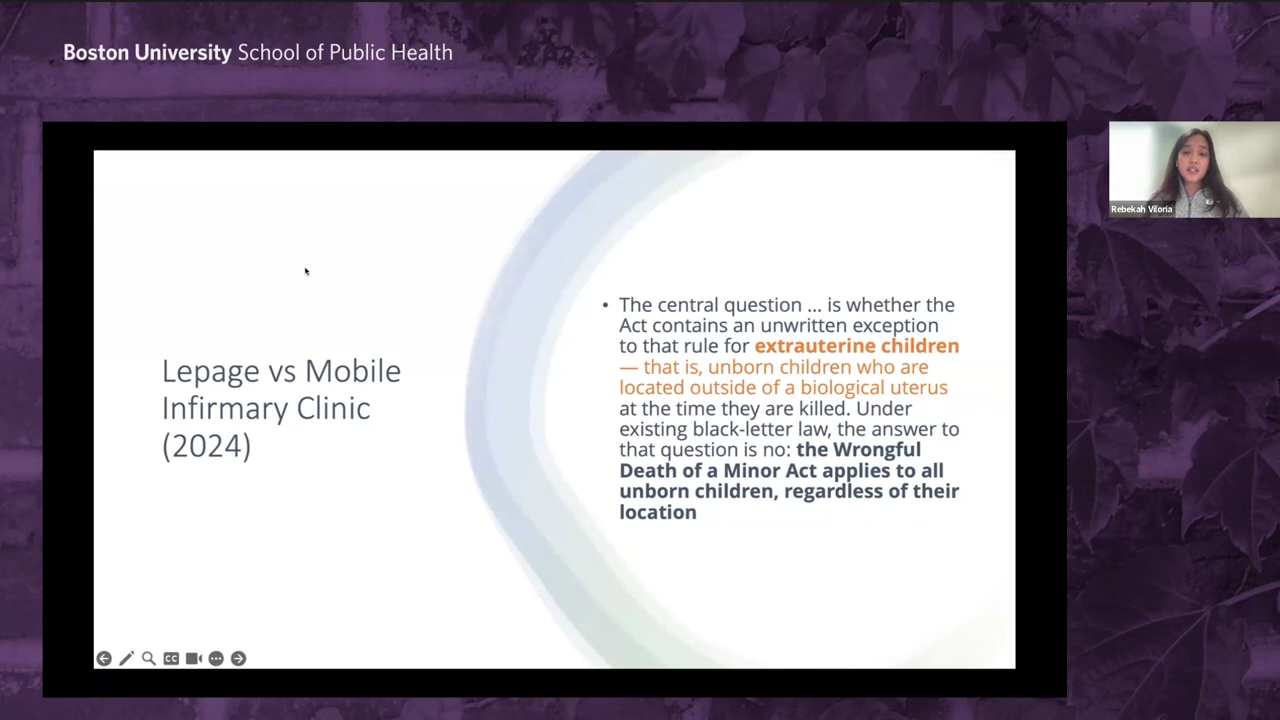 Boston University School of Public Health
Rebekah Viloria
Lepage vs Mobile
Infirmary Clinic
(2024)
• The central question ... is whether the
Act contains an unwritten exception
to that rule for extrauterine children
— that is, unborn children who are
located outside of a biological uterus
at the time they are killed. Under
existing black-letter law, the answer to
that question is no: the Wrongful
Death of a Minor Act applies to all
unborn children, regardless of their
location
CC